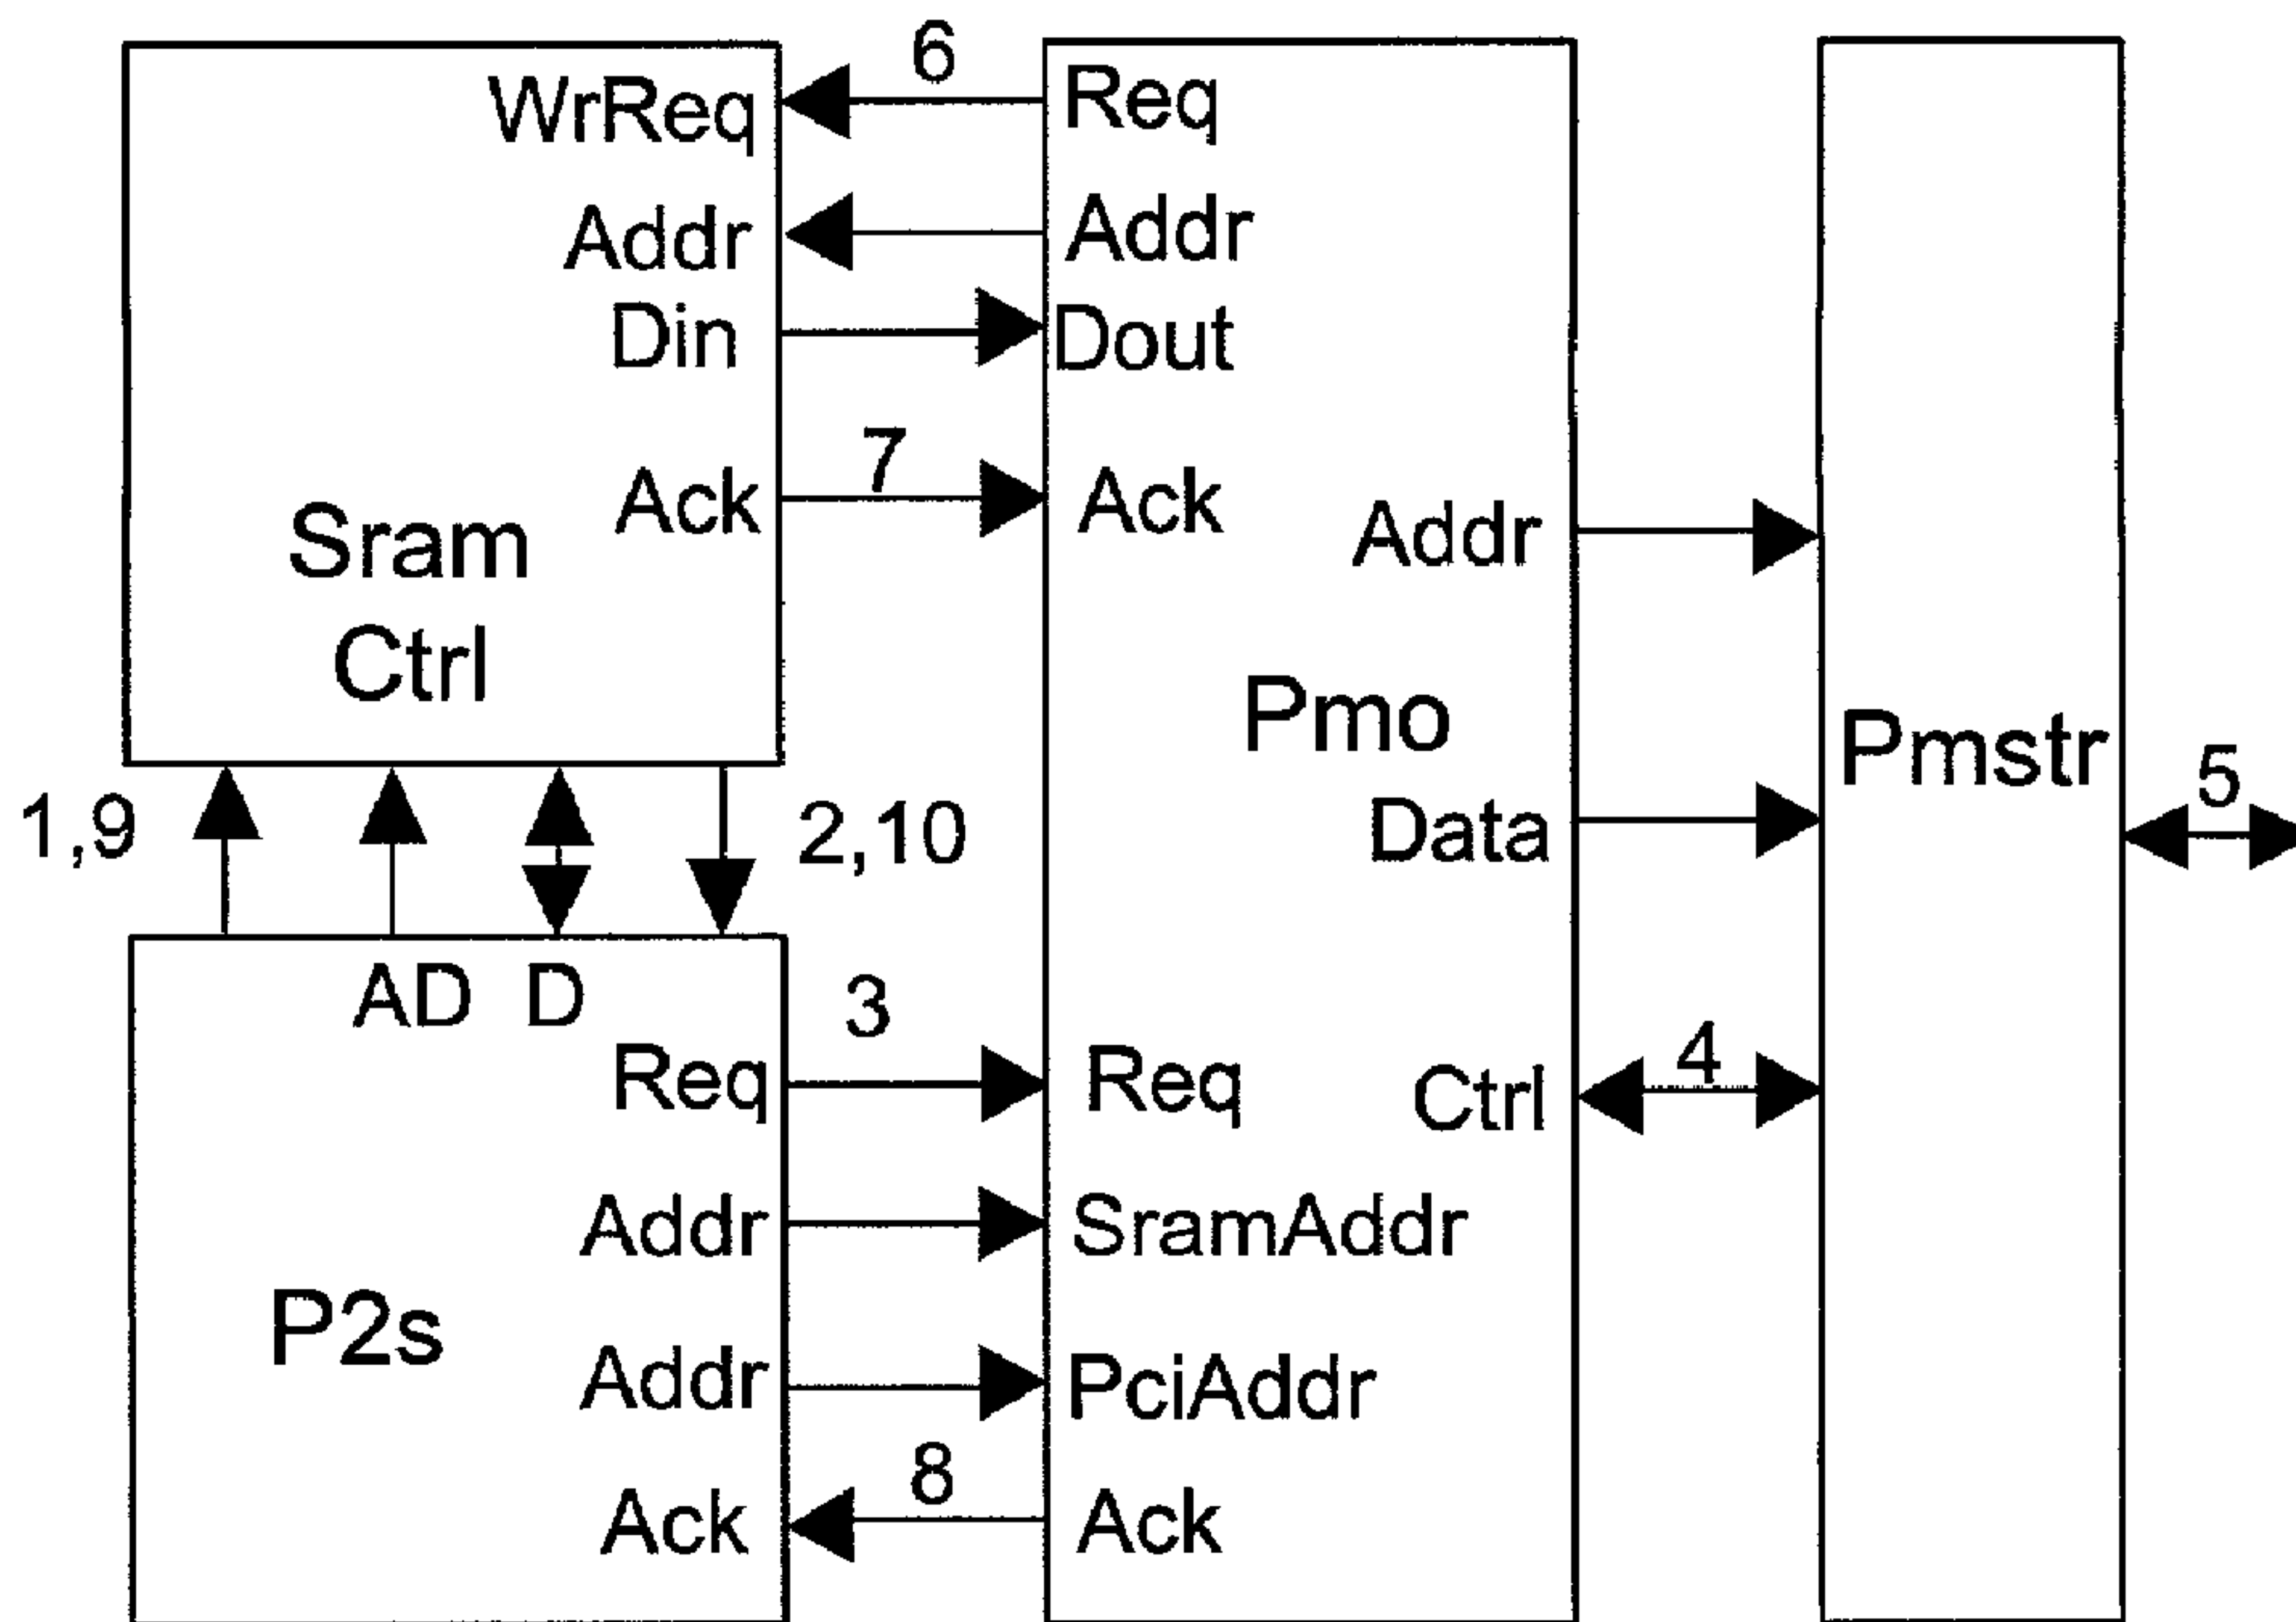 6
WrReq
Req
Addr
Addr
Din
Dout
7
Ack
Ack
Addr
Sram
Ctrl
Pmo
Pmstr
5
1,9
2,10
Data
AD
D
3
Req
Req
4
Ctrl
Addr
SramAddr
P2s
Addr
PciAddr
8
Ack
Ack